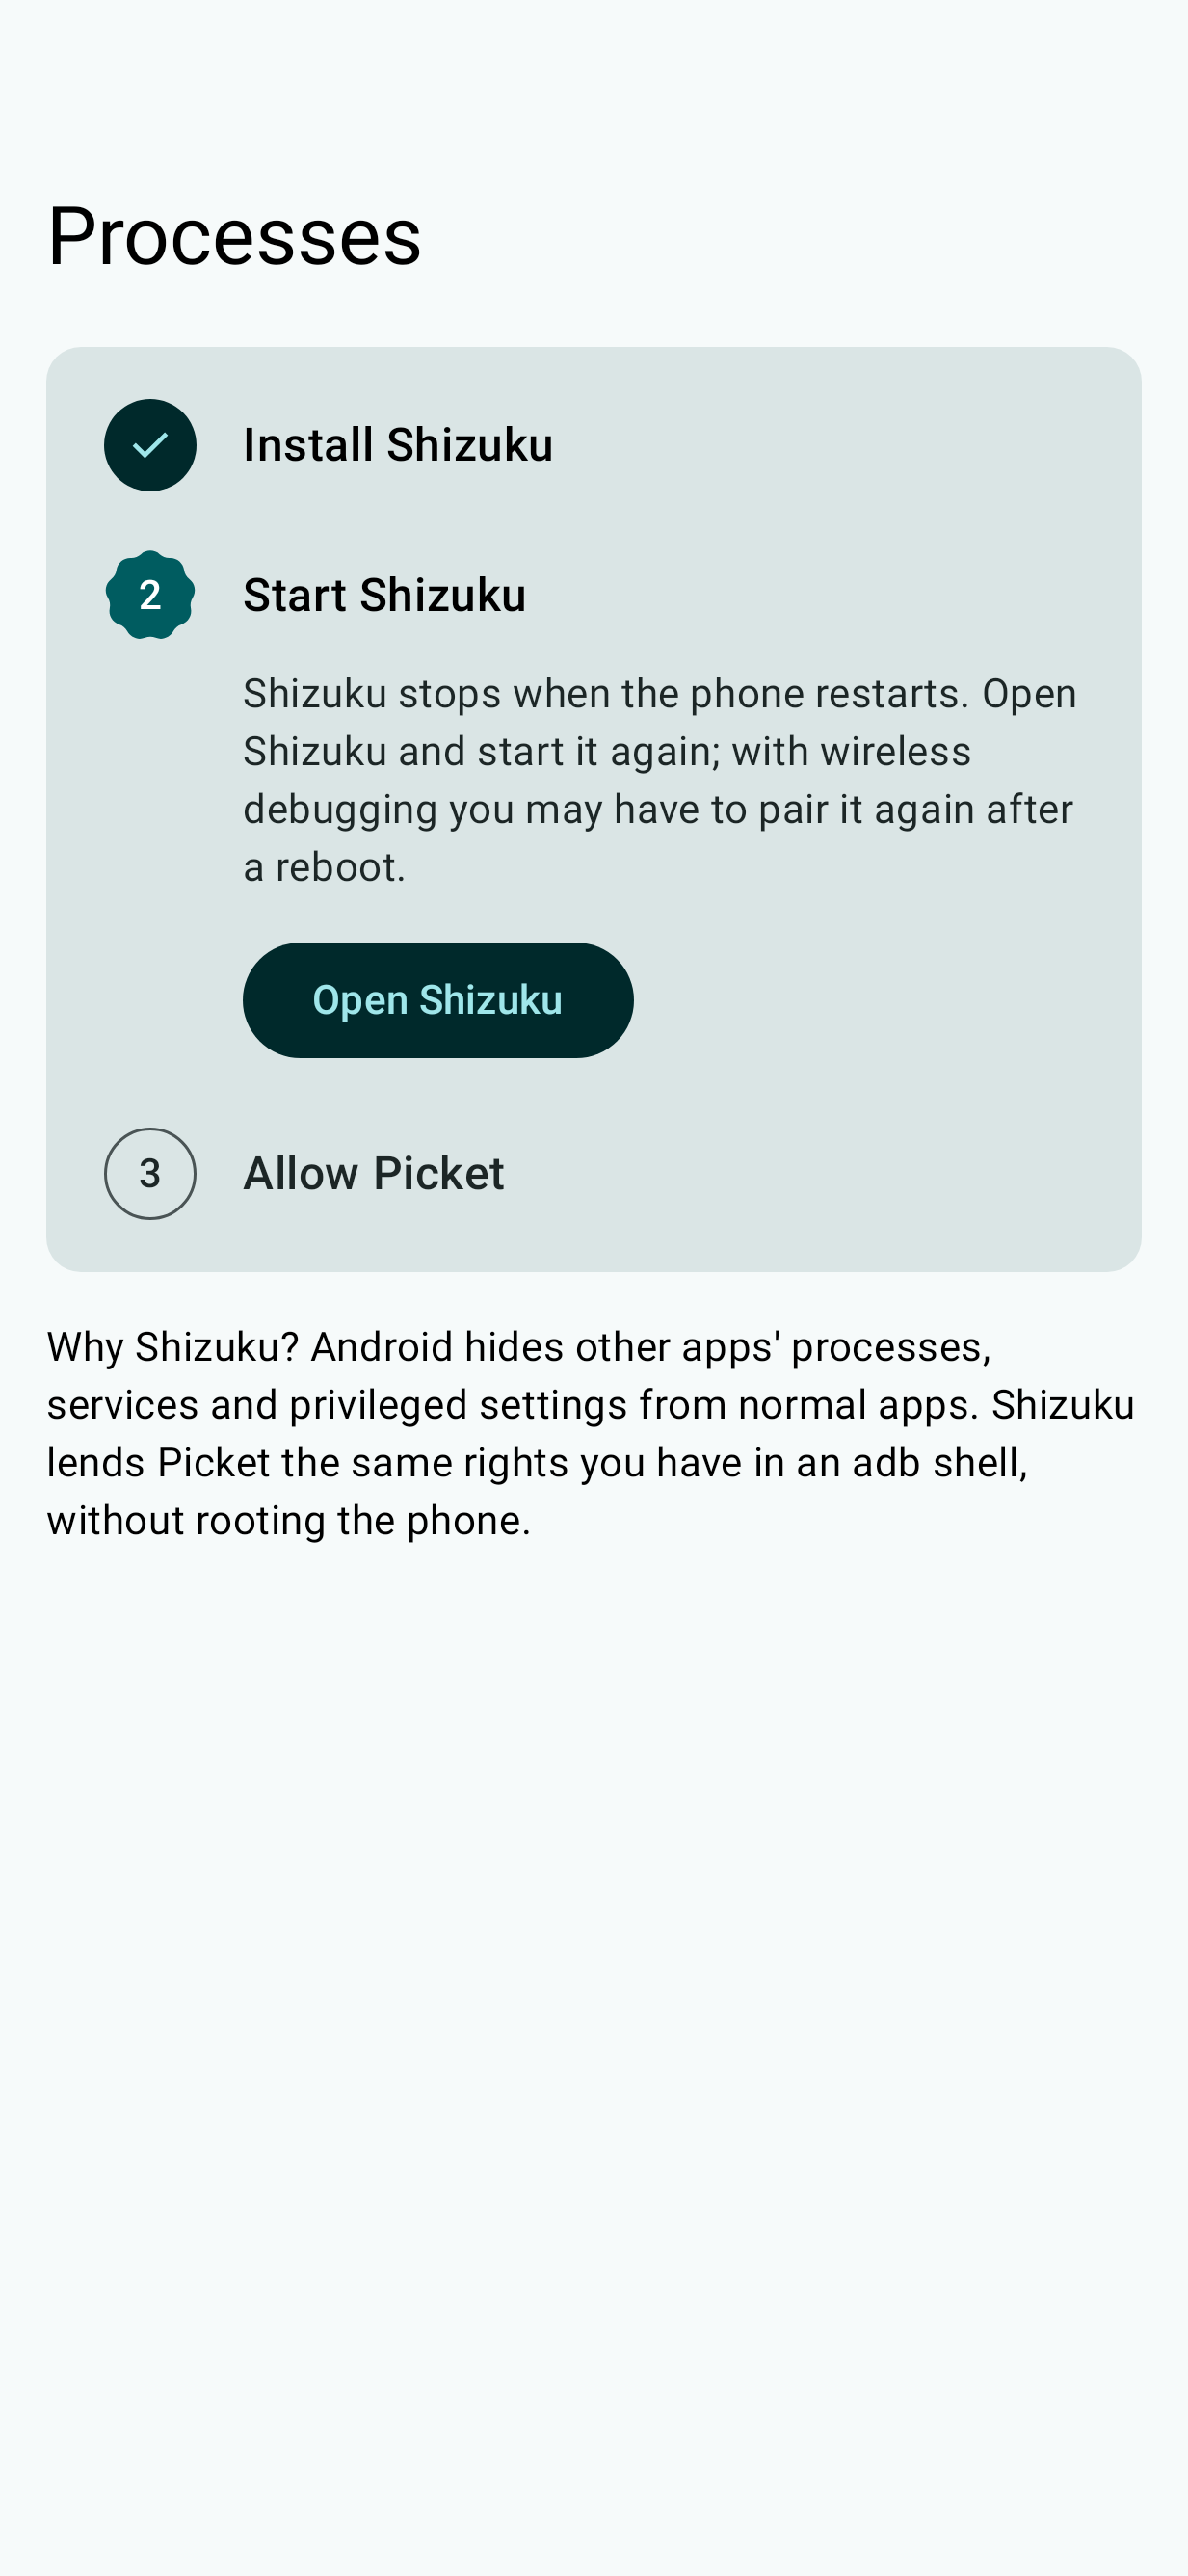 Processes
Install Shizuku
2
Start Shizuku
Shizuku stops when the phone restarts. Open
Shizuku and start it again; with wireless
debugging you may have to pair it again after
a reboot.
Open Shizuku
3
Allow Picket
Why Shizuku? Android hides other apps' processes,
services and privileged settings from normal apps. Shizuku
lends Picket the same rights you have in an adb shell,
without rooting the phone.